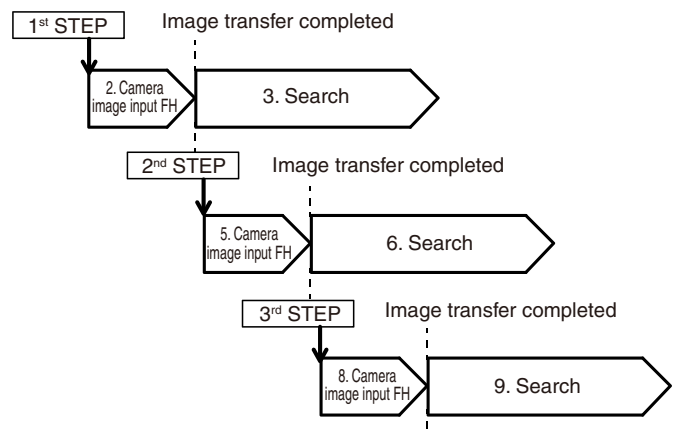 1st STEP
Image transfer completed
2. Camera
image input FH
3. Search
2nd STEP
Image transfer completed
5. Camera
image input FH
6. Search
3rd STEP
Image transfer completed
8. Camera
image input FH
9. Search